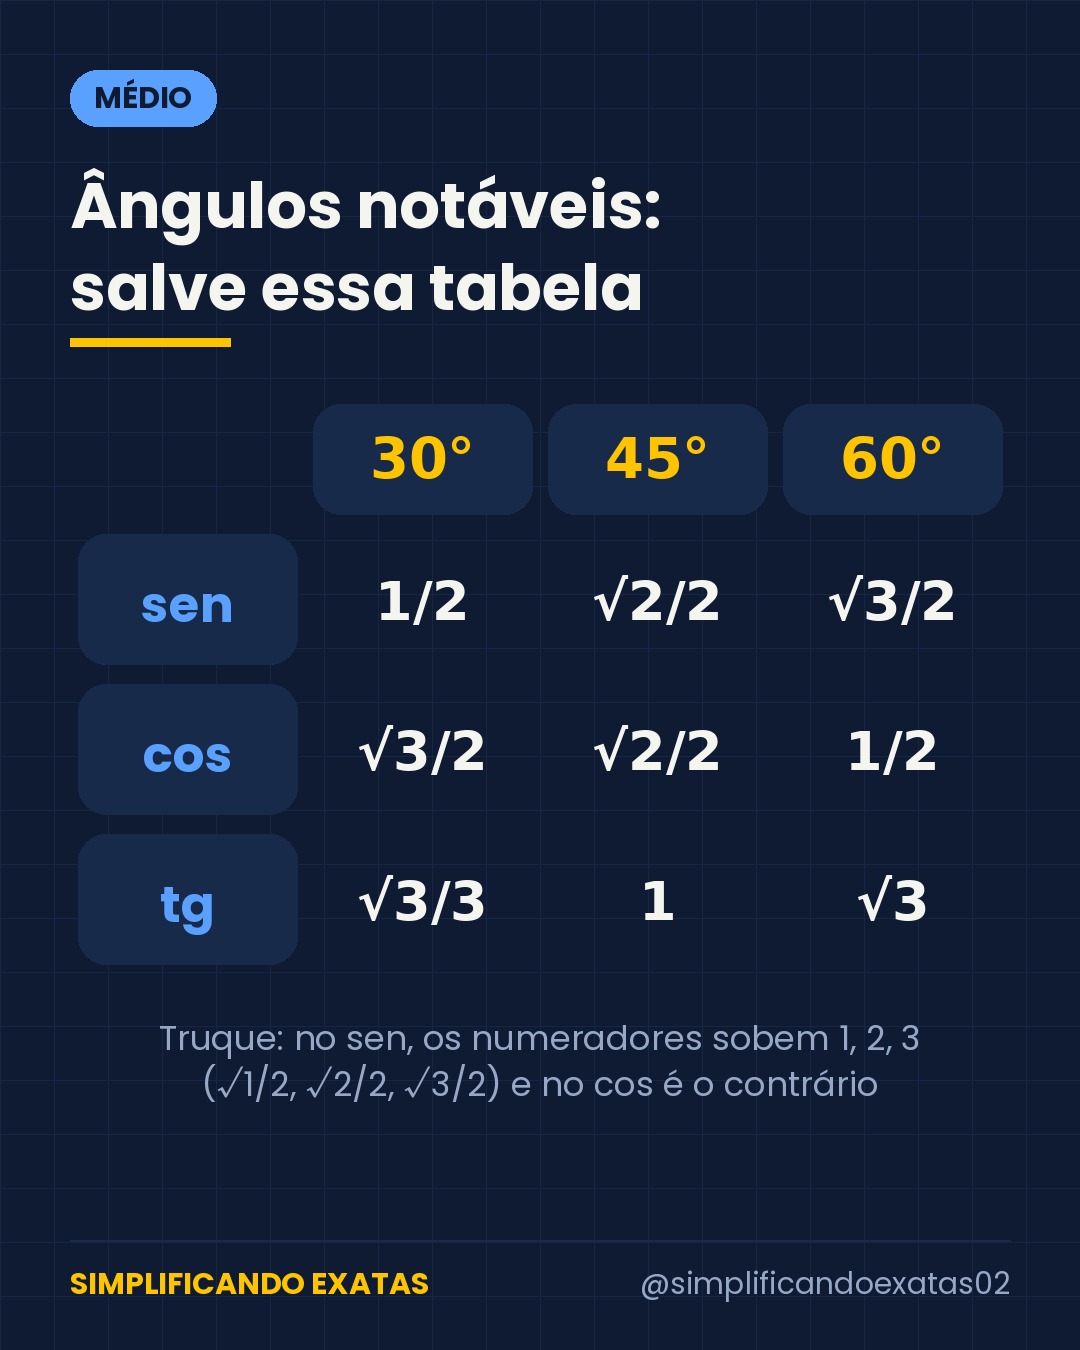 MÉDIO
Ângulos notáveis:
salve essa tabela
30° 45° 60°
sen 1/2 √2/2 √3/2
cos √3/2 √2/2 1/2
tg √3/3 1 √3
Truque: no sen, os numeradores sobem 1, 2, 3
(√1/2, √2/2, √3/2) e no cos é o contrário
SIMPLIFICANDO EXATAS @simplificandoexatas02